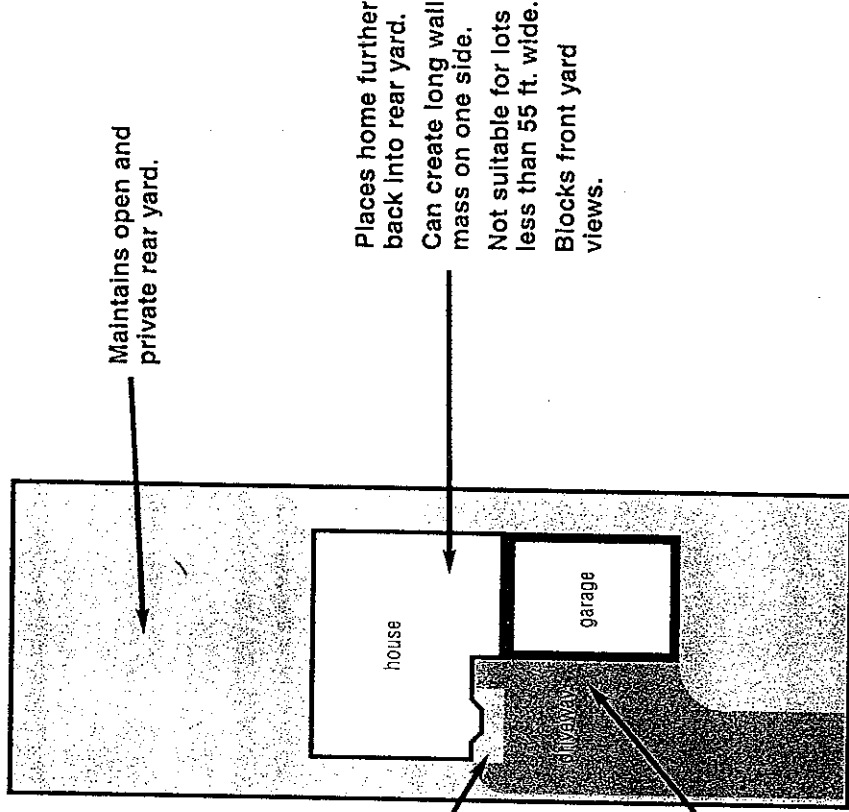 Maintains open and
private rear yard.
Places home further
back into rear yard.
Can create long wall
mass on one side.
Not suitable for lots
less than 55 ft. wide.
Blocks front yard
views.
house
garage
driveway